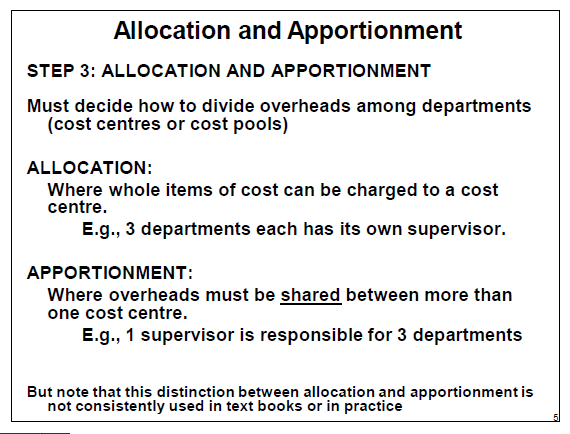 Allocation and Apportionment
STEP 3: ALLOCATION AND APPORTIONMENT
Must decide how to divide overheads among departments
(cost centres or cost pools)
ALLOCATION:
Where whole items of cost can be charged to a cost
centre.
E.g., 3 departments each has its own supervisor.
APPORTIONMENT:
Where overheads must be shared between more than
one cost centre.
E.g., 1 supervisor is responsible for 3 departments
But note that this distinction between allocation and apportionment is
not consistently used in text books or in practice
5